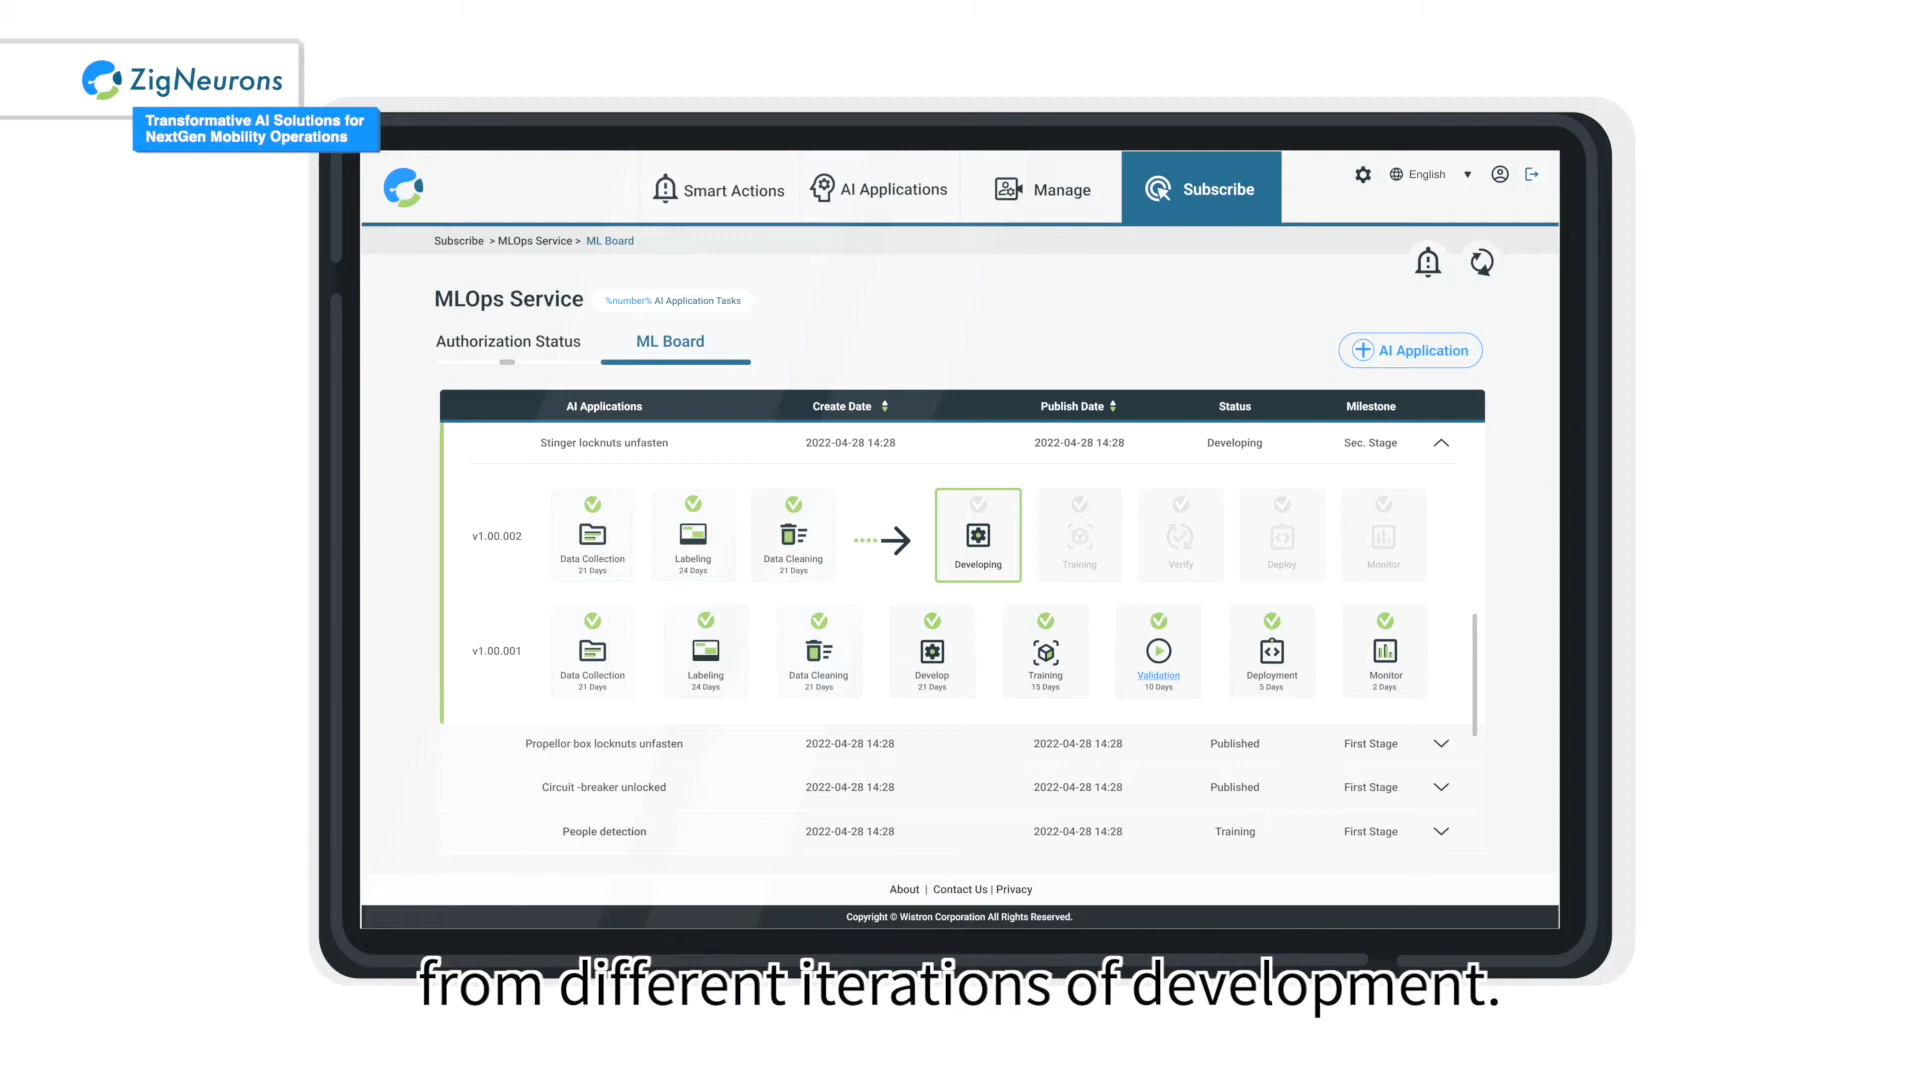 ZigNeurons
Transformative AI Solutions for
NextGen Mobility Operations
Smart Actions
AI Applications
Manage
Subscribe
English
Subscribe > MLOps Service > ML Board
MLOps Service
%number% AI Application Tasks
Authorization Status
ML Board
AI Application
AI Applications Create Date Publish Date Status Milestone
Stinger locknuts unfasten 2022-04-28 14:28 2022-04-28 14:28 Developing Sec. Stage
v1.00.002
Data Collection
21 Days
Labeling
24 Days
Data Cleaning
21 Days
Developing
Training
Verify
Deploy
Monitor
v1.00.001
Data Collection
21 Days
Labeling
24 Days
Data Cleaning
21 Days
Develop
21 Days
Training
15 Days
Validation
10 Days
Deployment
5 Days
Monitor
2 Days
Propellor box locknuts unfasten 2022-04-28 14:28 2022-04-28 14:28 Published First Stage
Circuit -breaker unlocked 2022-04-28 14:28 2022-04-28 14:28 Published First Stage
People detection 2022-04-28 14:28 2022-04-28 14:28 Training First Stage
About | Contact Us | Privacy
Copyright © Wistron Corporation All Rights Reserved.
from different iterations of development.